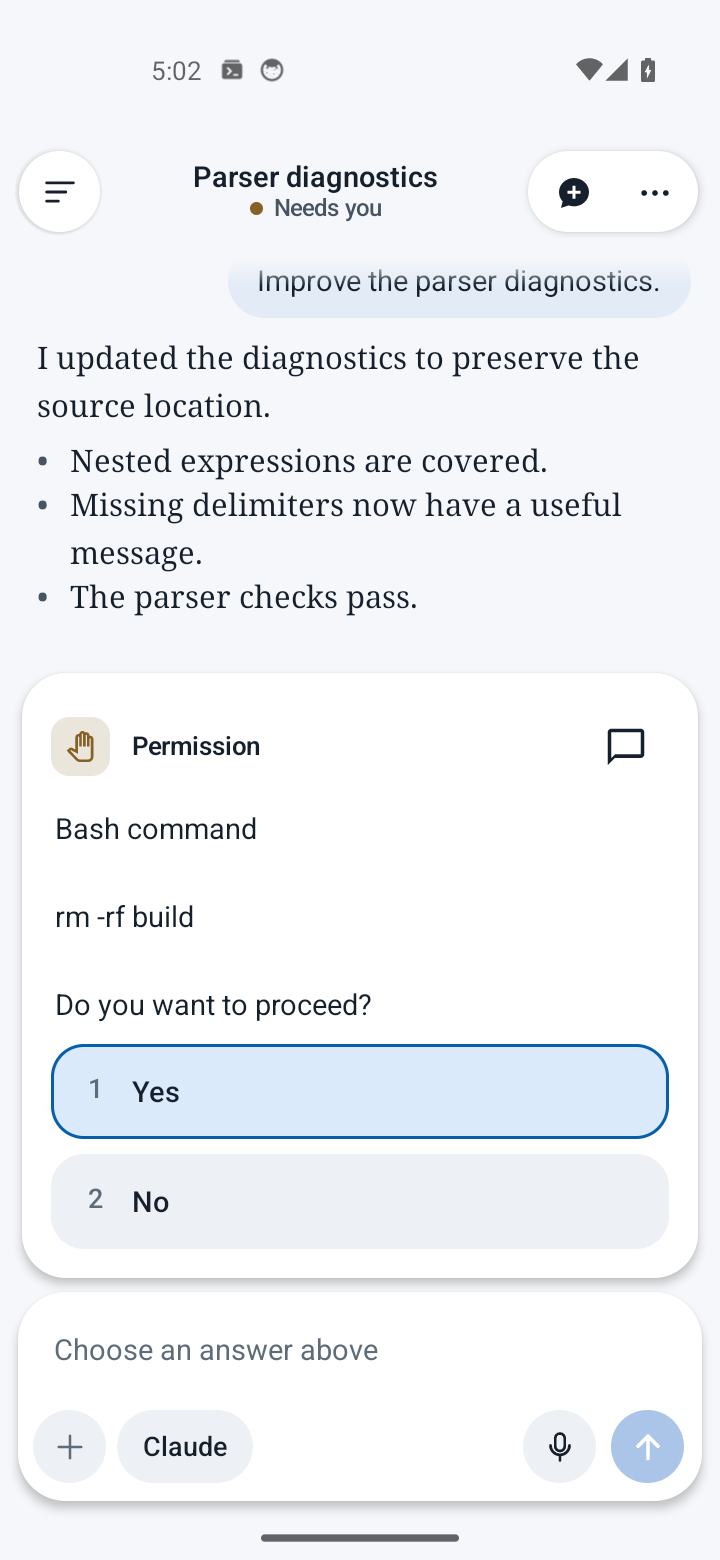 5:02
Parser diagnostics
Needs you
Improve the parser diagnostics.
I updated the diagnostics to preserve the
source location.
• Nested expressions are covered.
• Missing delimiters now have a useful
message.
• The parser checks pass.
Permission
Bash command
rm -rf build
Do you want to proceed?
1 Yes
2 No
Choose an answer above
Claude